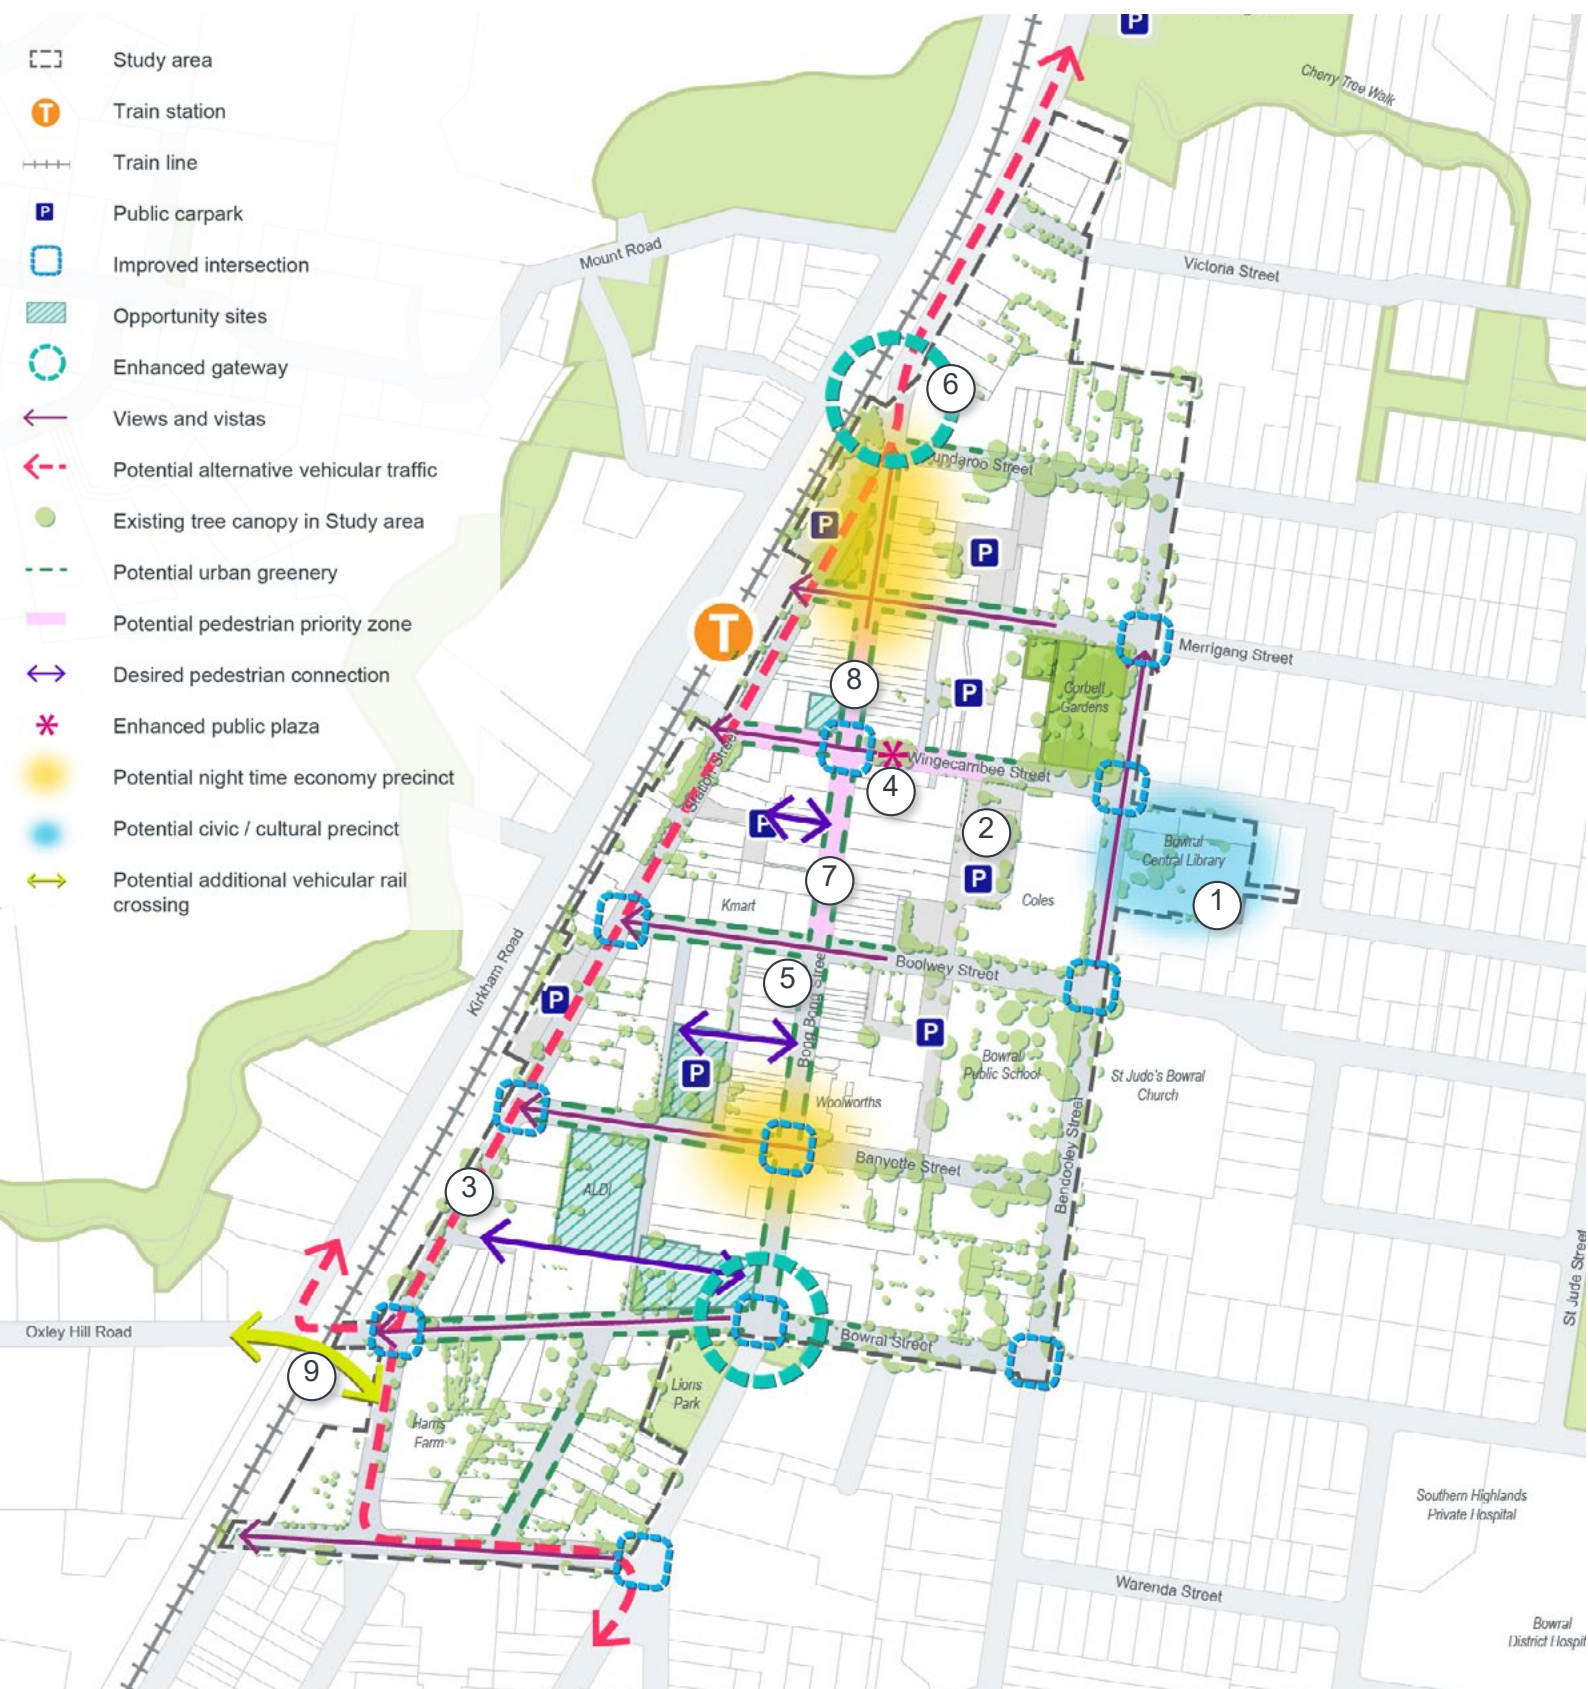 Study area
T
Train station
Train line
P
Public carpark
Improved intersection
Opportunity sites
Enhanced gateway
Views and vistas
Potential alternative vehicular traffic
Existing tree canopy in Study area
Potential urban greenery
Potential pedestrian priority zone
Desired pedestrian connection
Enhanced public plaza
Potential night time economy precinct
Potential civic / cultural precinct
Potential additional vehicular rail
crossing
P
Cherry Tree Walk
Mount Road
Victoria Street
6
undaroo Street
P
P
T
Merrigang Street
8
P
Corbett
Gardens
Station Street
Wingecarribee Street
4
P
2
Bowral
Central Library
7
P
1
Kmart
Coles
Kirkham Road
Boolwey Street
5
P
Bong Bong Street
P
Bowral
Public School
P
St Jude's Bowral
Church
Woolworths
Banyette Street
Bendooley Street
3
ALDI
St Jude Street
Oxley Hill Road
Bowral Street
9
Lions
Park
Harris
Farm
Southern Highlands
Private Hospital
Warenda Street
Bowral
District Hospit